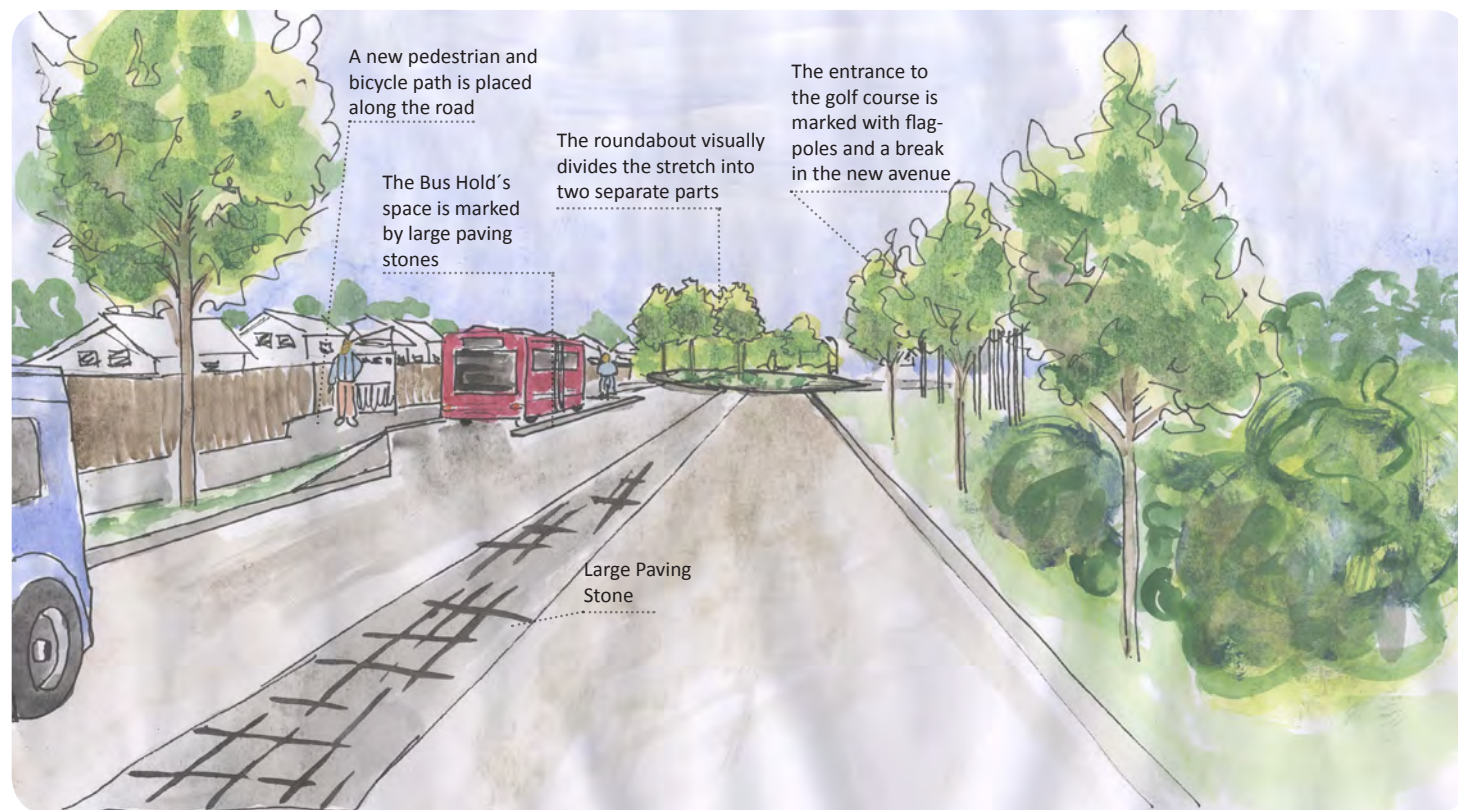 A new pedestrian and
bicycle path is placed
along the road
The Bus Hold´s
space is marked
by large paving
stones
The roundabout visually
divides the stretch into
two separate parts
The entrance to
the golf course is
marked with flag-
poles and a break
in the new avenue
Large Paving
Stone